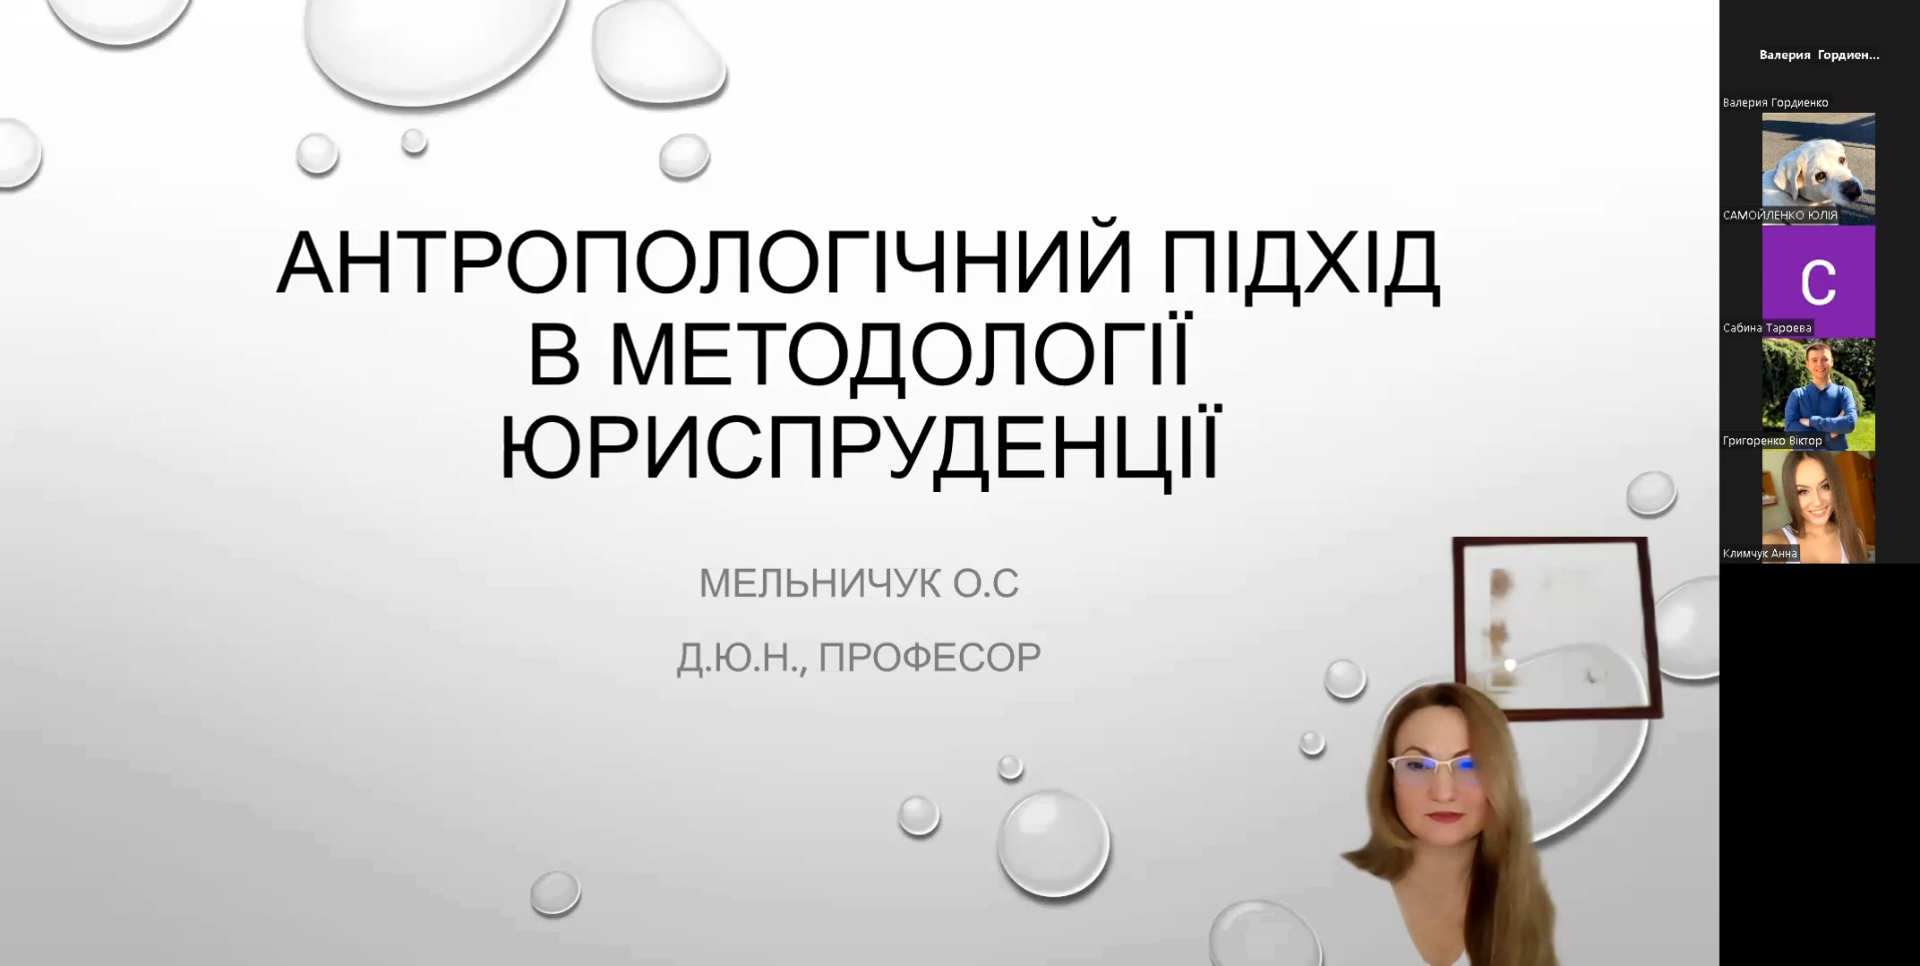 АНТРОПОЛОГІЧНИЙ ПІДХІД
В МЕТОДОЛОГІЇ
ЮРИСПРУДЕНЦІЇ
МЕЛЬНИЧУК О.С
Д.Ю.Н., ПРОФЕСОР
Валерия Гордиен...
Валерия Гордиенко
САМОЙЛЕНКО ЮЛІЯ
С
Сабина Тароева
Григоренко Віктор
Климчук Анна